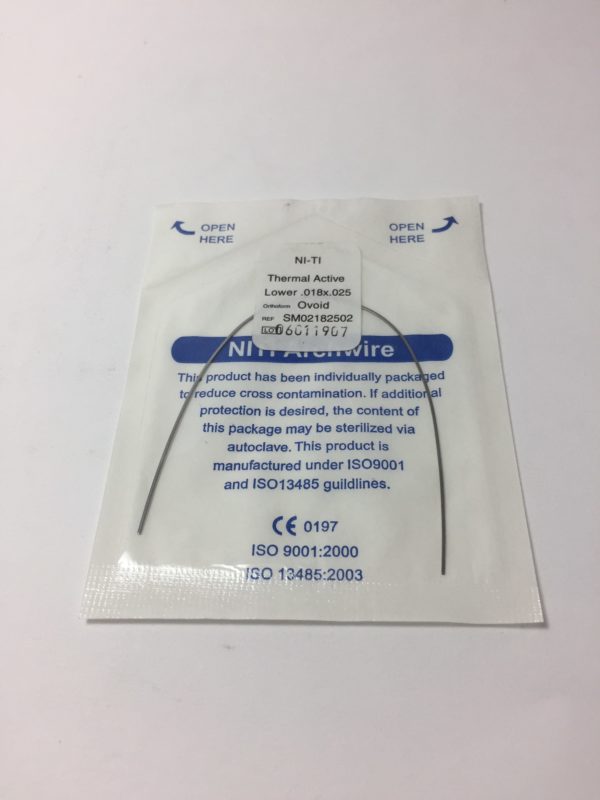 OPEN HERE
OPEN HERE
NI-TI
Thermal Active
Lower .018x.025
Orthoform Ovoid
REF SM02182502
LOT 06011907
NITI Archwire
This product has been individually packaged
to reduce cross contamination. If additional
protection is desired, the content of
this package may be sterilized via
autoclave. This product is
manufactured under ISO9001
and ISO13485 guildlines.
CE 0197
ISO 9001:2000
ISO 13485:2003